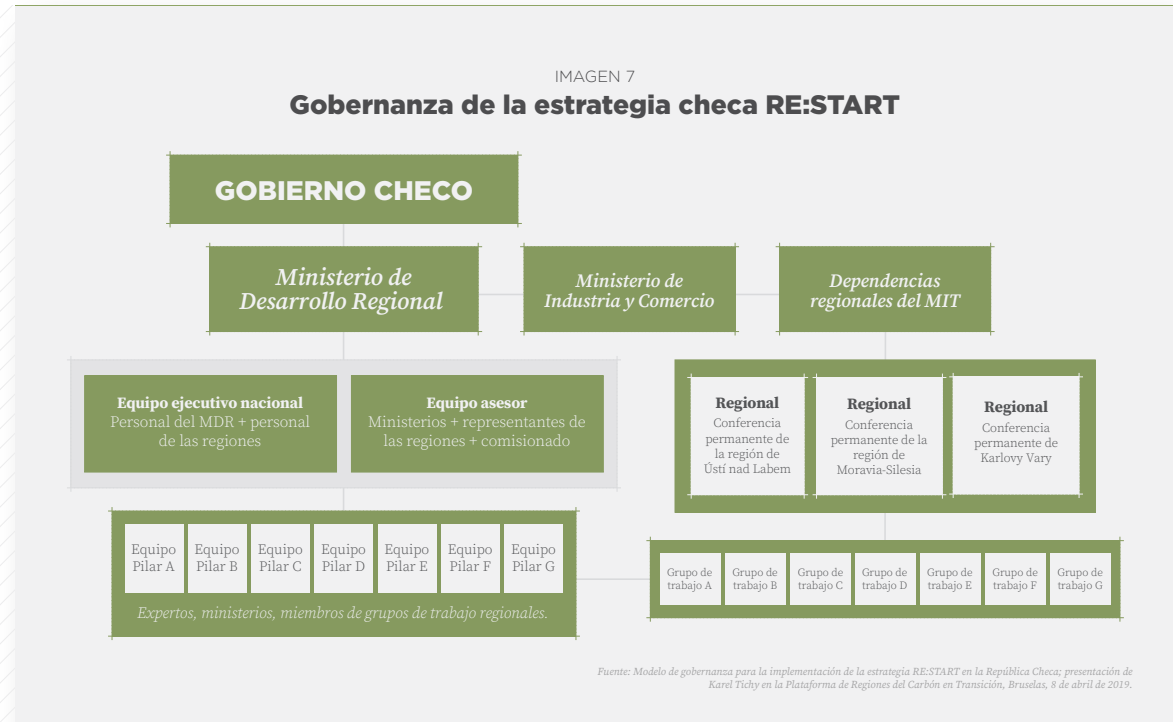 IMAGEN 7
Gobernanza de la estrategia checa RE:START
GOBIERNO CHECO
Ministerio de
Desarrollo Regional
Ministerio de
Industria y Comercio
Dependencias
regionales del MIT
Equipo ejecutivo nacional
Personal del MDR + personal
de las regiones
Equipo asesor
Ministerios + representantes de
las regiones + comisionado
Regional
Conferencia
permanente de
la región de
Ústí nad Labem
Regional
Conferencia
permanente de la
región de
Moravia-Silesia
Regional
Conferencia
permanente de
Karlovy Vary
Equipo
Pilar A
Equipo
Pilar B
Equipo
Pilar C
Equipo
Pilar D
Equipo
Pilar E
Equipo
Pilar F
Equipo
Pilar G
Expertos, ministerios, miembros de grupos de trabajo regionales.
Grupo de
trabajo A
Grupo de
trabajo B
Grupo de
trabajo C
Grupo de
trabajo D
Grupo de
trabajo E
Grupo de
trabajo F
Grupo de
trabajo G
Fuente: Modelo de gobernanza para la implementación de la estrategia RE:START en la República Checa; presentación de
Karel Tichy en la Plataforma de Regiones del Carbón en Transición, Bruselas, 8 de abril de 2019.